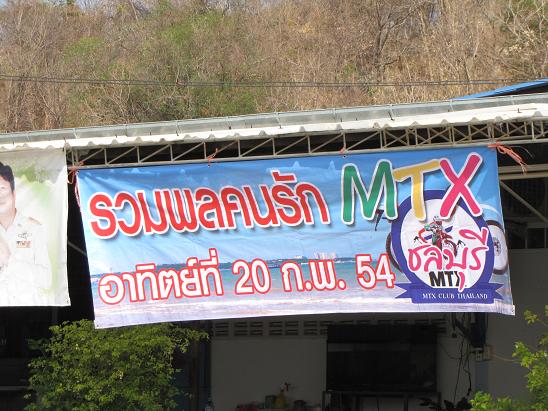 รวมพลคนรัก MTX
อาทิตย์ที่ 20 ก.พ. 54
ชลบุรี
MTX
MTX CLUB THAILAND